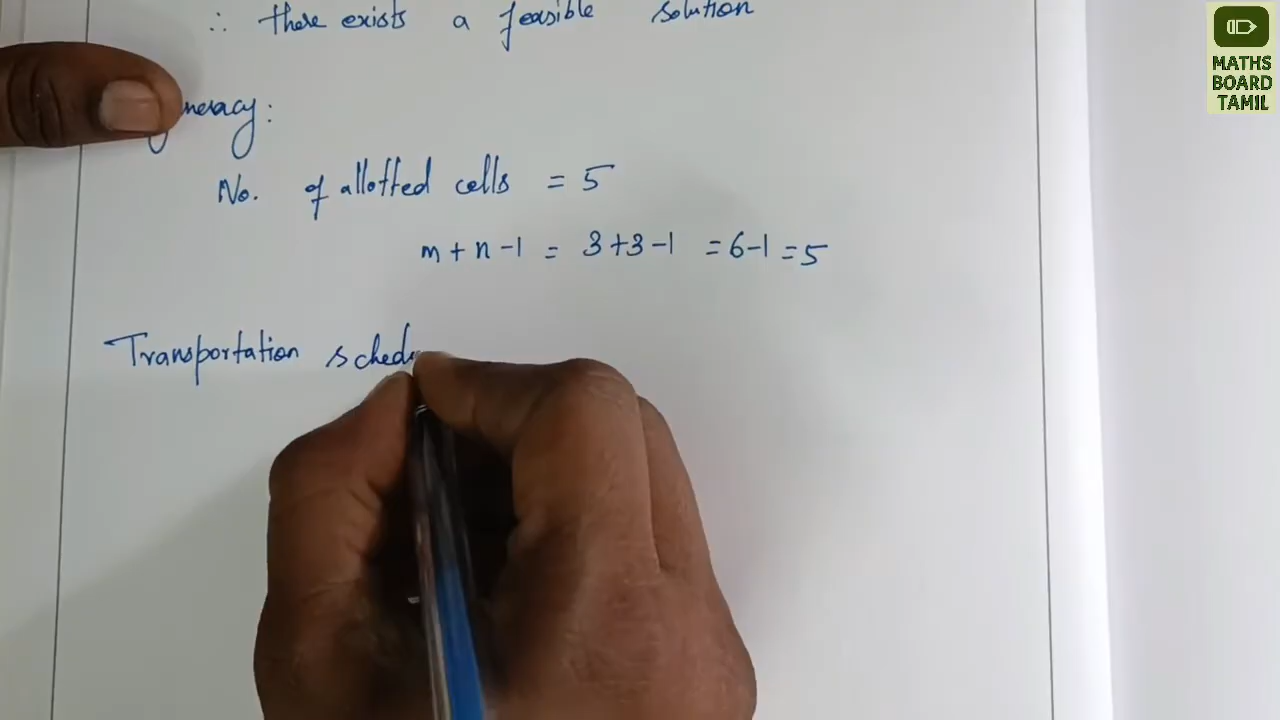 ∴ there exists a feasible solution
No. of allotted cells = 5
m + n - 1 = 3 + 3 - 1 = 6 - 1 = 5
Transportation
MATHS
BOARD
TAMIL